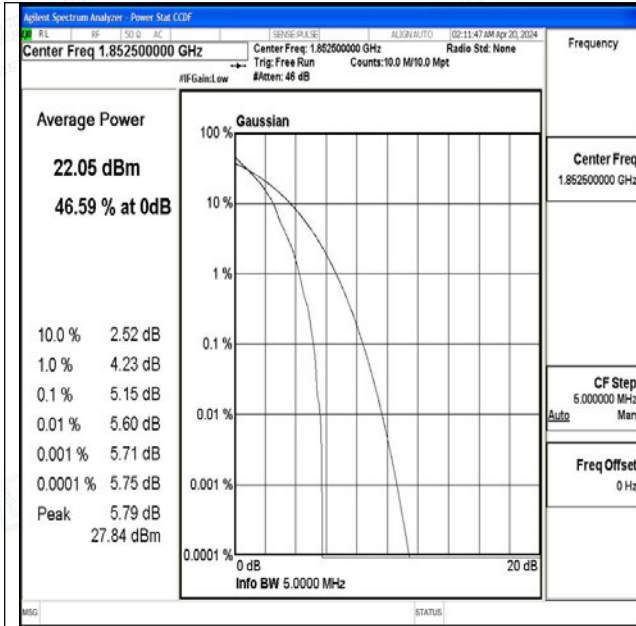 Agilent Spectrum Analyzer - Power Stat CCDF
RL RF 50 Ω AC SENSE:PULSE ALIGNAUTO 02:11:47 AM Apr 20, 2024
Center Freq 1.852500000 GHz
Center Freq: 1.852500000 GHz Radio Std: None
Trig: Free Run Counts:10.0 M/10.0 Mpt
#IFGain:Low #Atten: 46 dB
Frequency
Average Power
22.05 dBm
46.59 % at 0dB
10.0 % 2.52 dB
1.0 % 4.23 dB
0.1 % 5.15 dB
0.01 % 5.60 dB
0.001 % 5.71 dB
0.0001 % 5.75 dB
Peak 5.79 dB
27.84 dBm
Gaussian
100 %
10 %
1 %
0.1 %
0.01 %
0.001 %
0.0001 %
0 dB 20 dB
Info BW 5.0000 MHz
Center Freq
1.852500000 GHz
CF Step
5.000000 MHz
Auto Man
Freq Offset
0 Hz
MSG STATUS